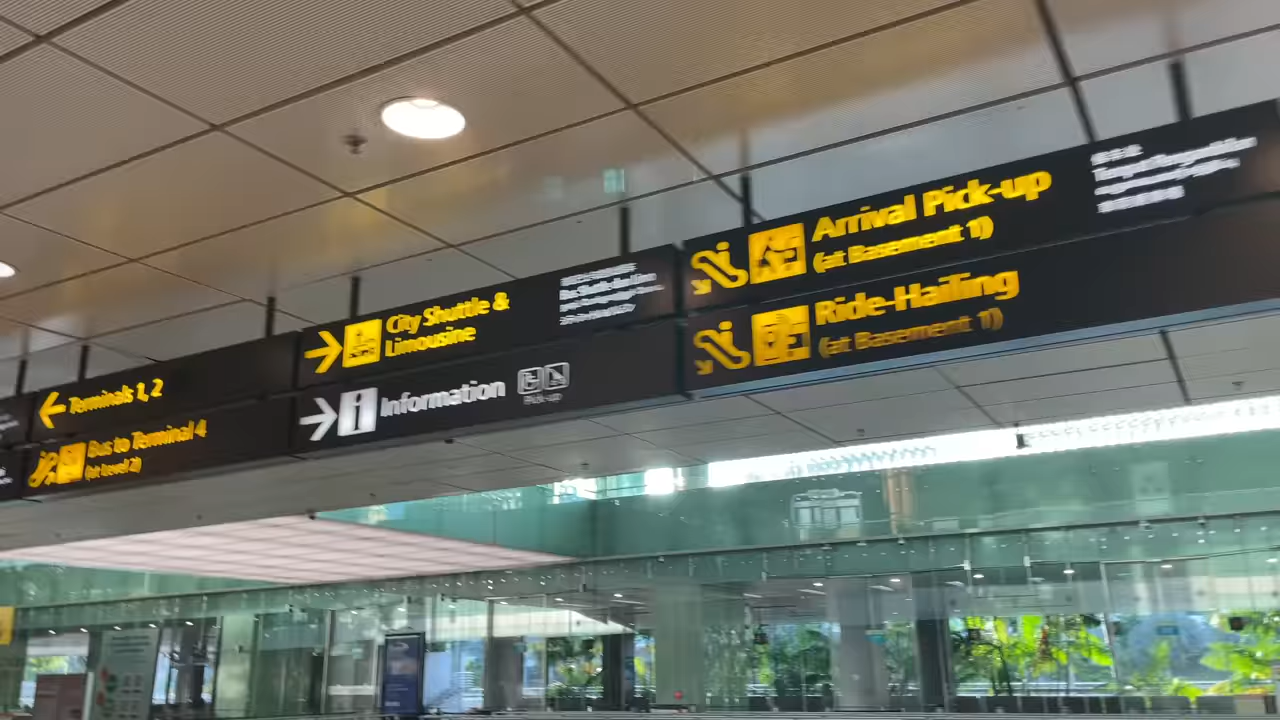 Terminals 1, 2
Bus to Terminal 4
(at Level 2)
City Shuttle &
Limousine
Information
Pick-up
Arrival Pick-up
(at Basement 1)
Ride-Hailing
(at Basement 1)